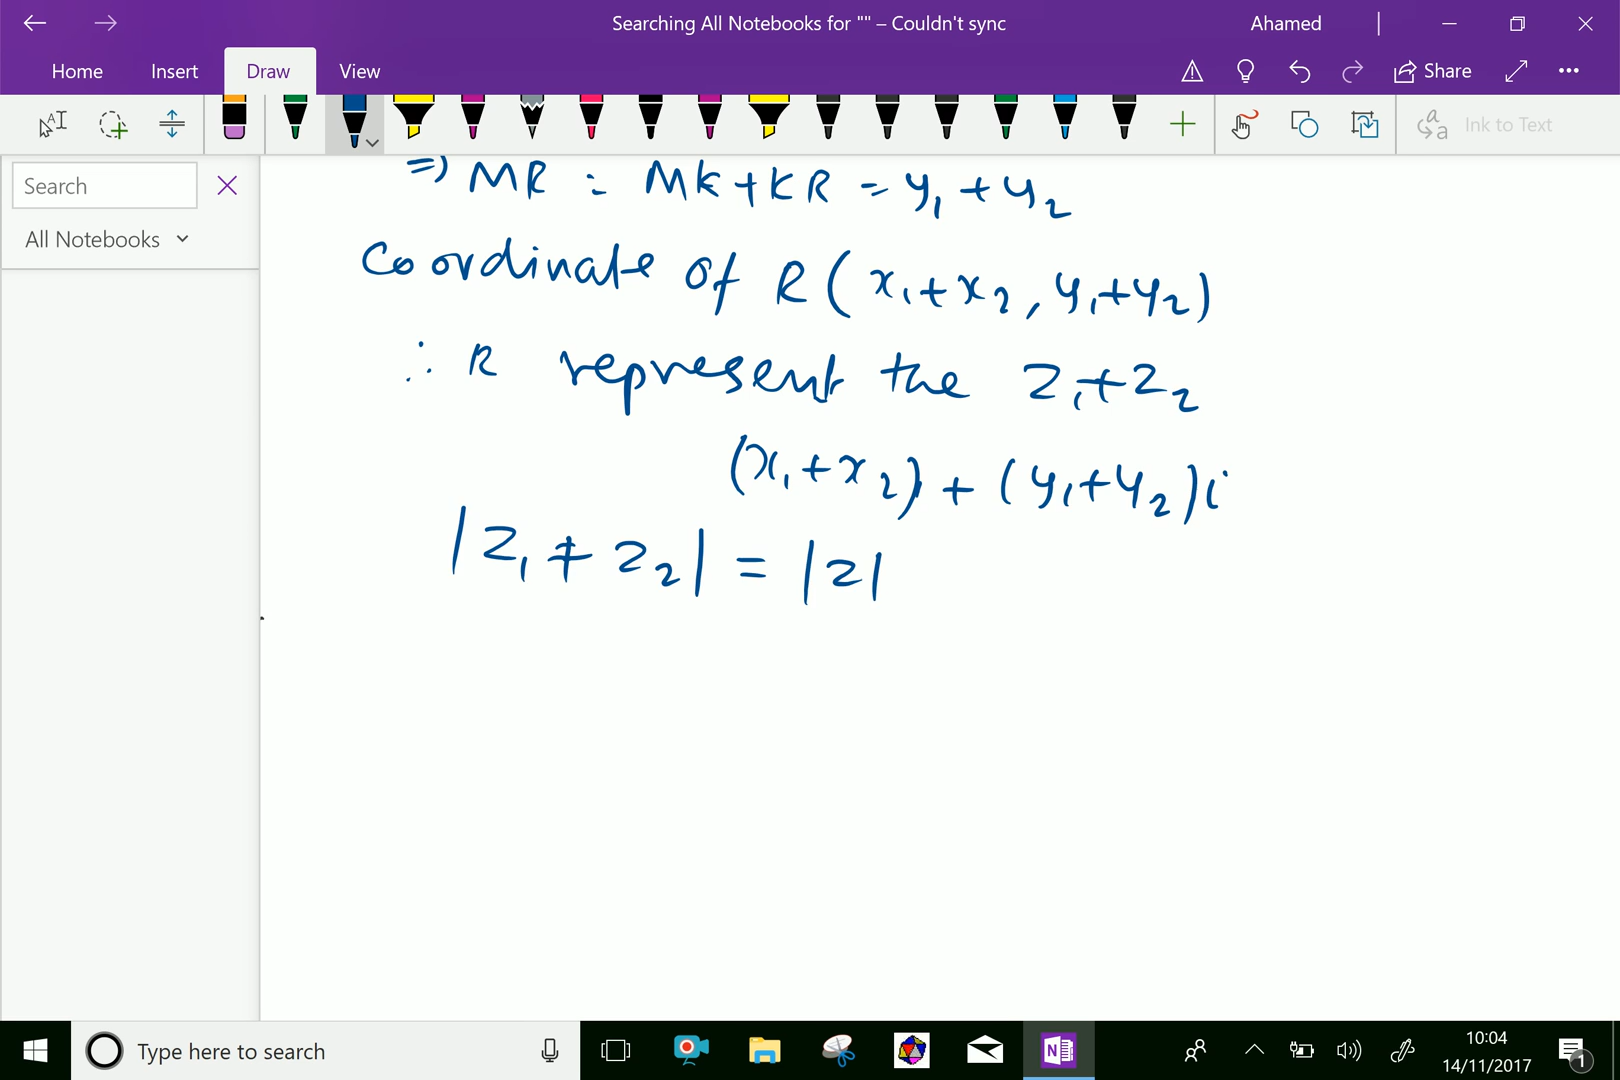 Searching All Notebooks for "" – Couldn't sync
Ahamed
Home Insert Draw View
Share
Ink to Text
Search
All Notebooks
=> MR = MK+KR = y₁+y₂
Coordinate of R(x₁+x₂, y₁+y₂)
∴ R represent the z₁+z₂
(x₁+x₂) + (y₁+y₂)i
|z₁+z₂| = |z|
Type here to search
N
10:04
14/11/2017
1